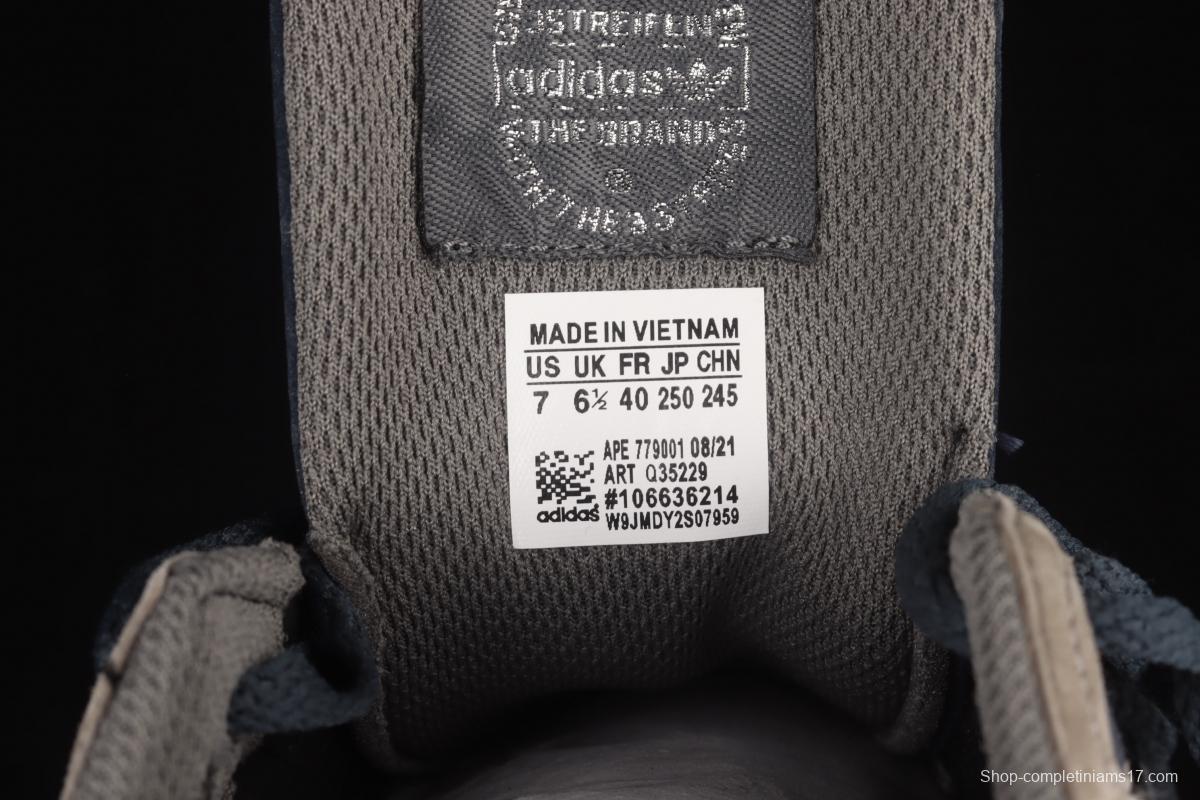 3STREIFEN
adidas
THE BRAND
®
WITH THE 3 STRIPES
MADE IN VIETNAM
US UK FR JP CHN
7 6½ 40 250 245
APE 779001 08/21
ART Q35229
#106636214
adidas
W9JMDY2S07959
Shop-completiniams17.com